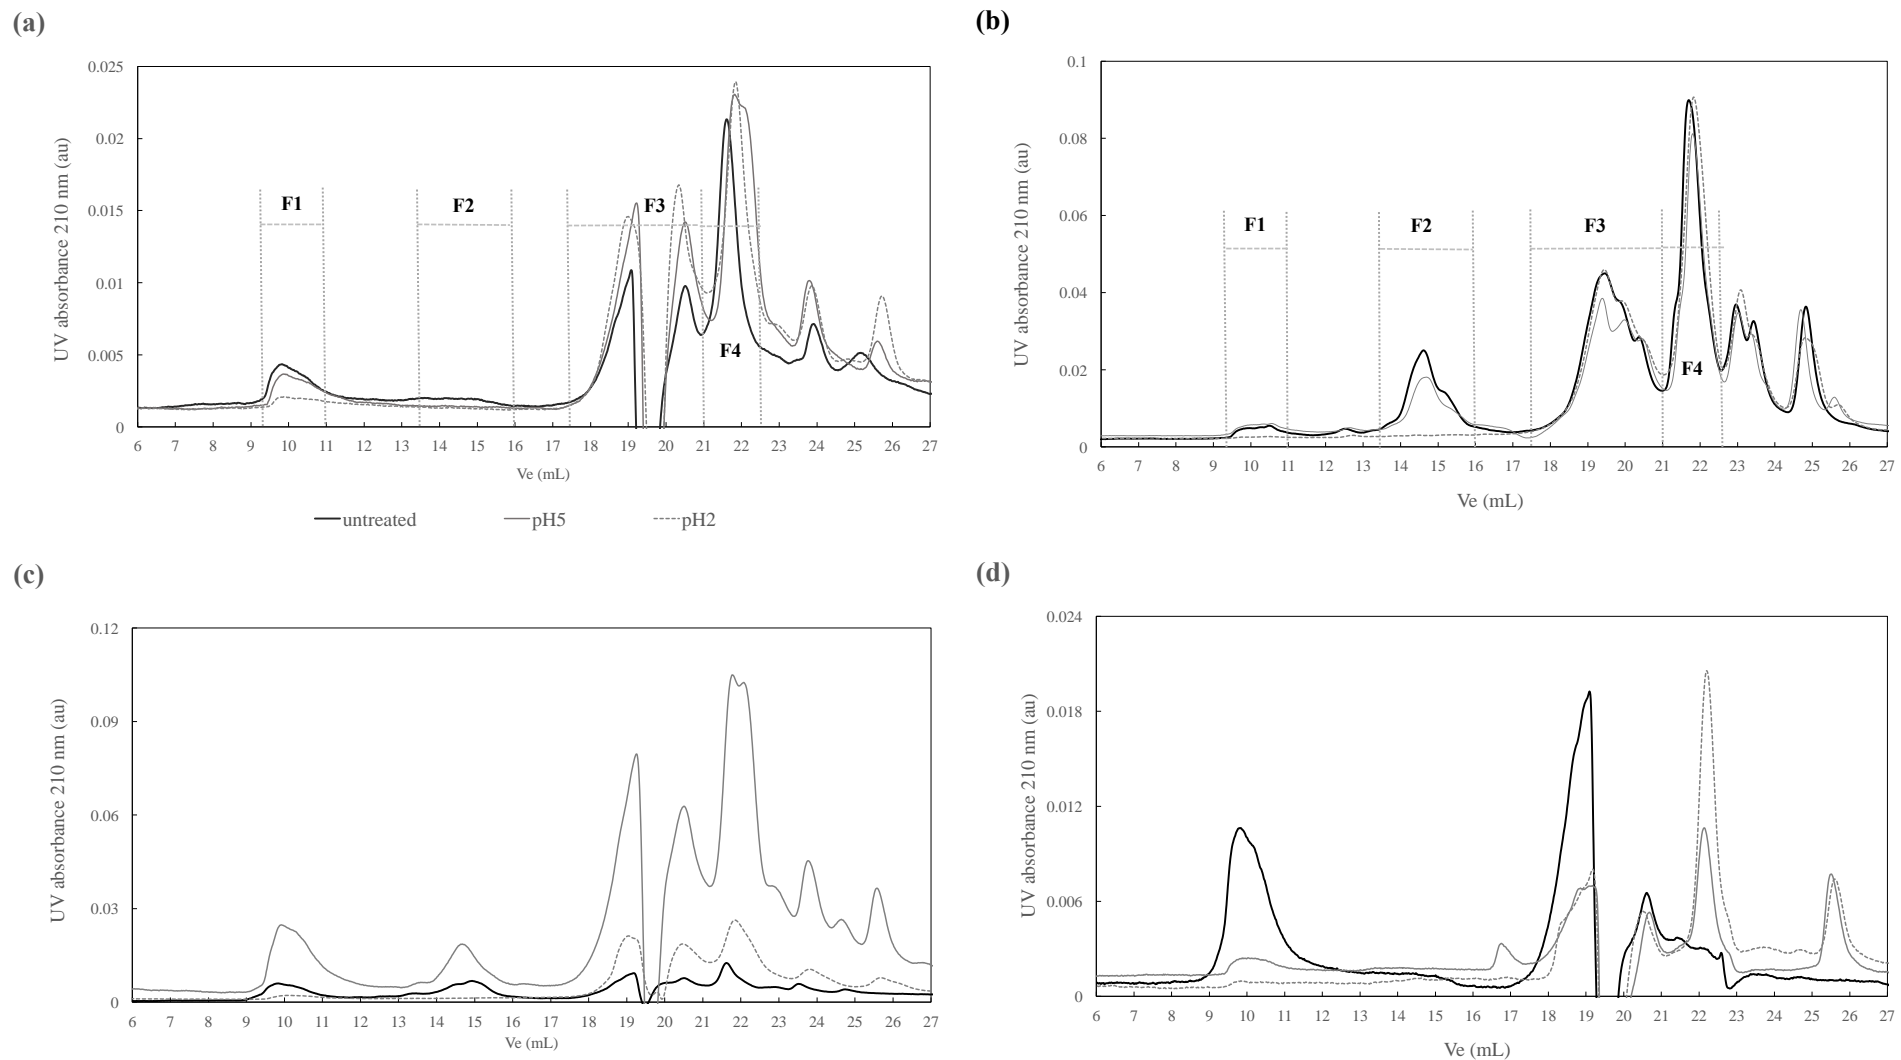 (a)
UV absorbance 210 nm (au)
0.025
0.02
0.015
0.01
0.005
0
F1
F2
F3
F4
6 7 8 9 10 11 12 13 14 15 16 17 18 19 20 21 22 23 24 25 26 27
Ve (mL)
untreated pH5 pH2
(b)
UV absorbance 210 nm (au)
0.1
0.08
0.06
0.04
0.02
0
F1
F2
F3
F4
6 7 8 9 10 11 12 13 14 15 16 17 18 19 20 21 22 23 24 25 26 27
Ve (mL)
(c)
UV absorbance 210 nm (au)
0.12
0.09
0.06
0.03
0
6 7 8 9 10 11 12 13 14 15 16 17 18 19 20 21 22 23 24 25 26 27
Ve (mL)
(d)
UV absorbance 210 nm (au)
0.024
0.018
0.012
0.006
0
6 7 8 9 10 11 12 13 14 15 16 17 18 19 20 21 22 23 24 25 26 27
Ve (mL)